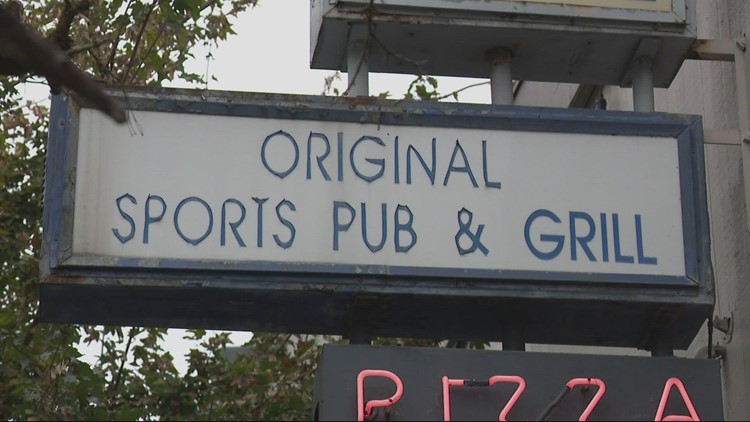 ORIGINAL
SPORTS PUB & GRILL
PIZZA